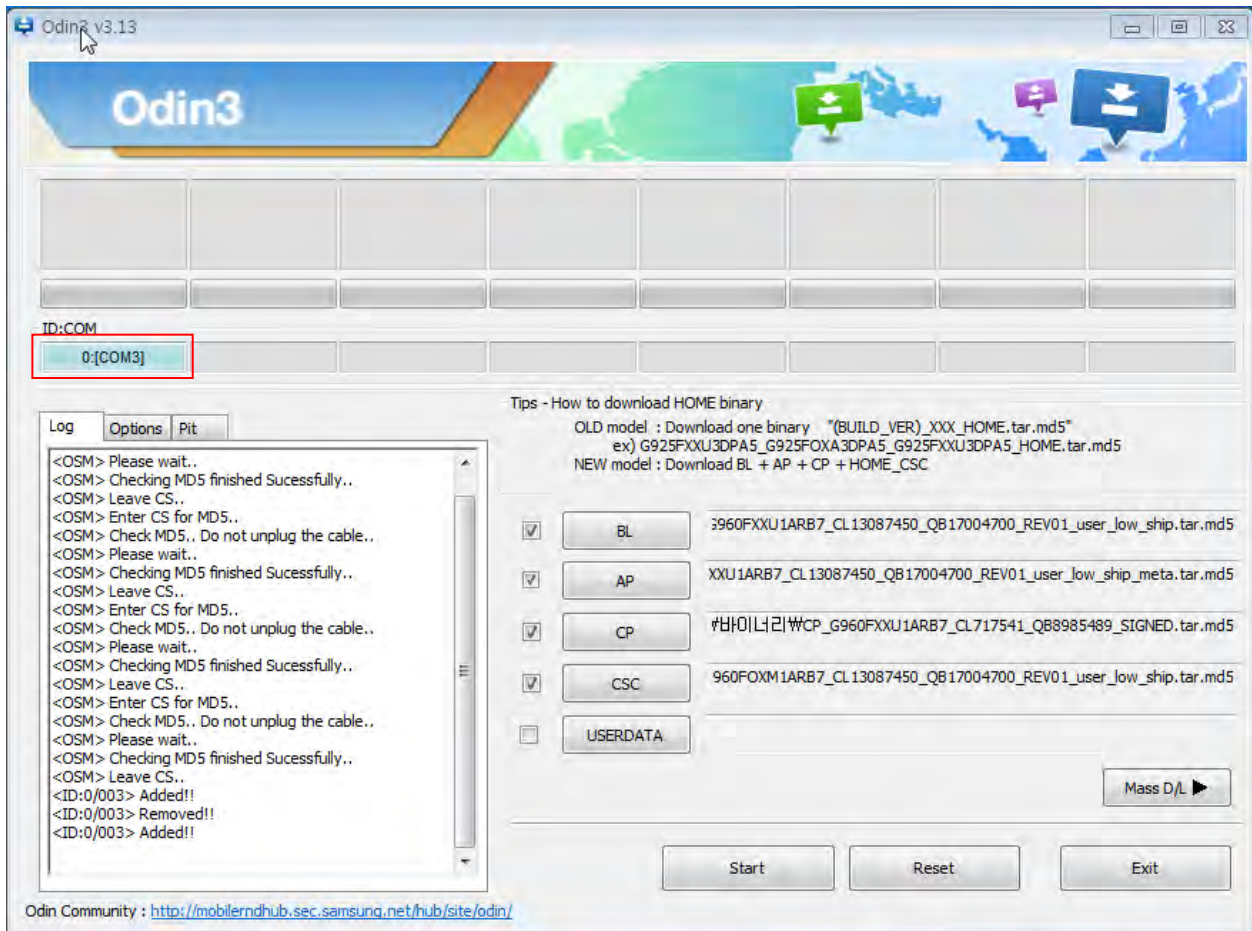 Odin3 v3.13
Odin3
ID:COM
0:[COM3]
Log
Options
Pit
<OSM> Please wait..
<OSM> Checking MD5 finished Sucessfully..
<OSM> Leave CS..
<OSM> Enter CS for MD5..
<OSM> Check MD5.. Do not unplug the cable..
<OSM> Please wait..
<OSM> Checking MD5 finished Sucessfully..
<OSM> Leave CS..
<OSM> Enter CS for MD5..
<OSM> Check MD5.. Do not unplug the cable..
<OSM> Please wait..
<OSM> Checking MD5 finished Sucessfully..
<OSM> Leave CS..
<OSM> Enter CS for MD5..
<OSM> Check MD5.. Do not unplug the cable..
<OSM> Please wait..
<OSM> Checking MD5 finished Sucessfully..
<OSM> Leave CS..
<ID:0/003> Added!!
<ID:0/003> Removed!!
<ID:0/003> Added!!
Tips - How to download HOME binary
OLD model : Download one binary "(BUILD_VER)_XXX_HOME.tar.md5"
ex) G925FXXU3DPA5_G925FOXA3DPA5_G925FXXU3DPA5_HOME.tar.md5
NEW model : Download BL + AP + CP + HOME_CSC
BL
G960FXXU1ARB7_CL13087450_QB17004700_REV01_user_low_ship.tar.md5
AP
XXU1ARB7_CL13087450_QB17004700_REV01_user_low_ship_meta.tar.md5
CP
₩바이너리₩CP_G960FXXU1ARB7_CL717541_QB8985489_SIGNED.tar.md5
CSC
960FOXM1ARB7_CL13087450_QB17004700_REV01_user_low_ship.tar.md5
USERDATA
Mass D/L
Start
Reset
Exit
Odin Community : http://mobilerndhub.sec.samsung.net/hub/site/odin/